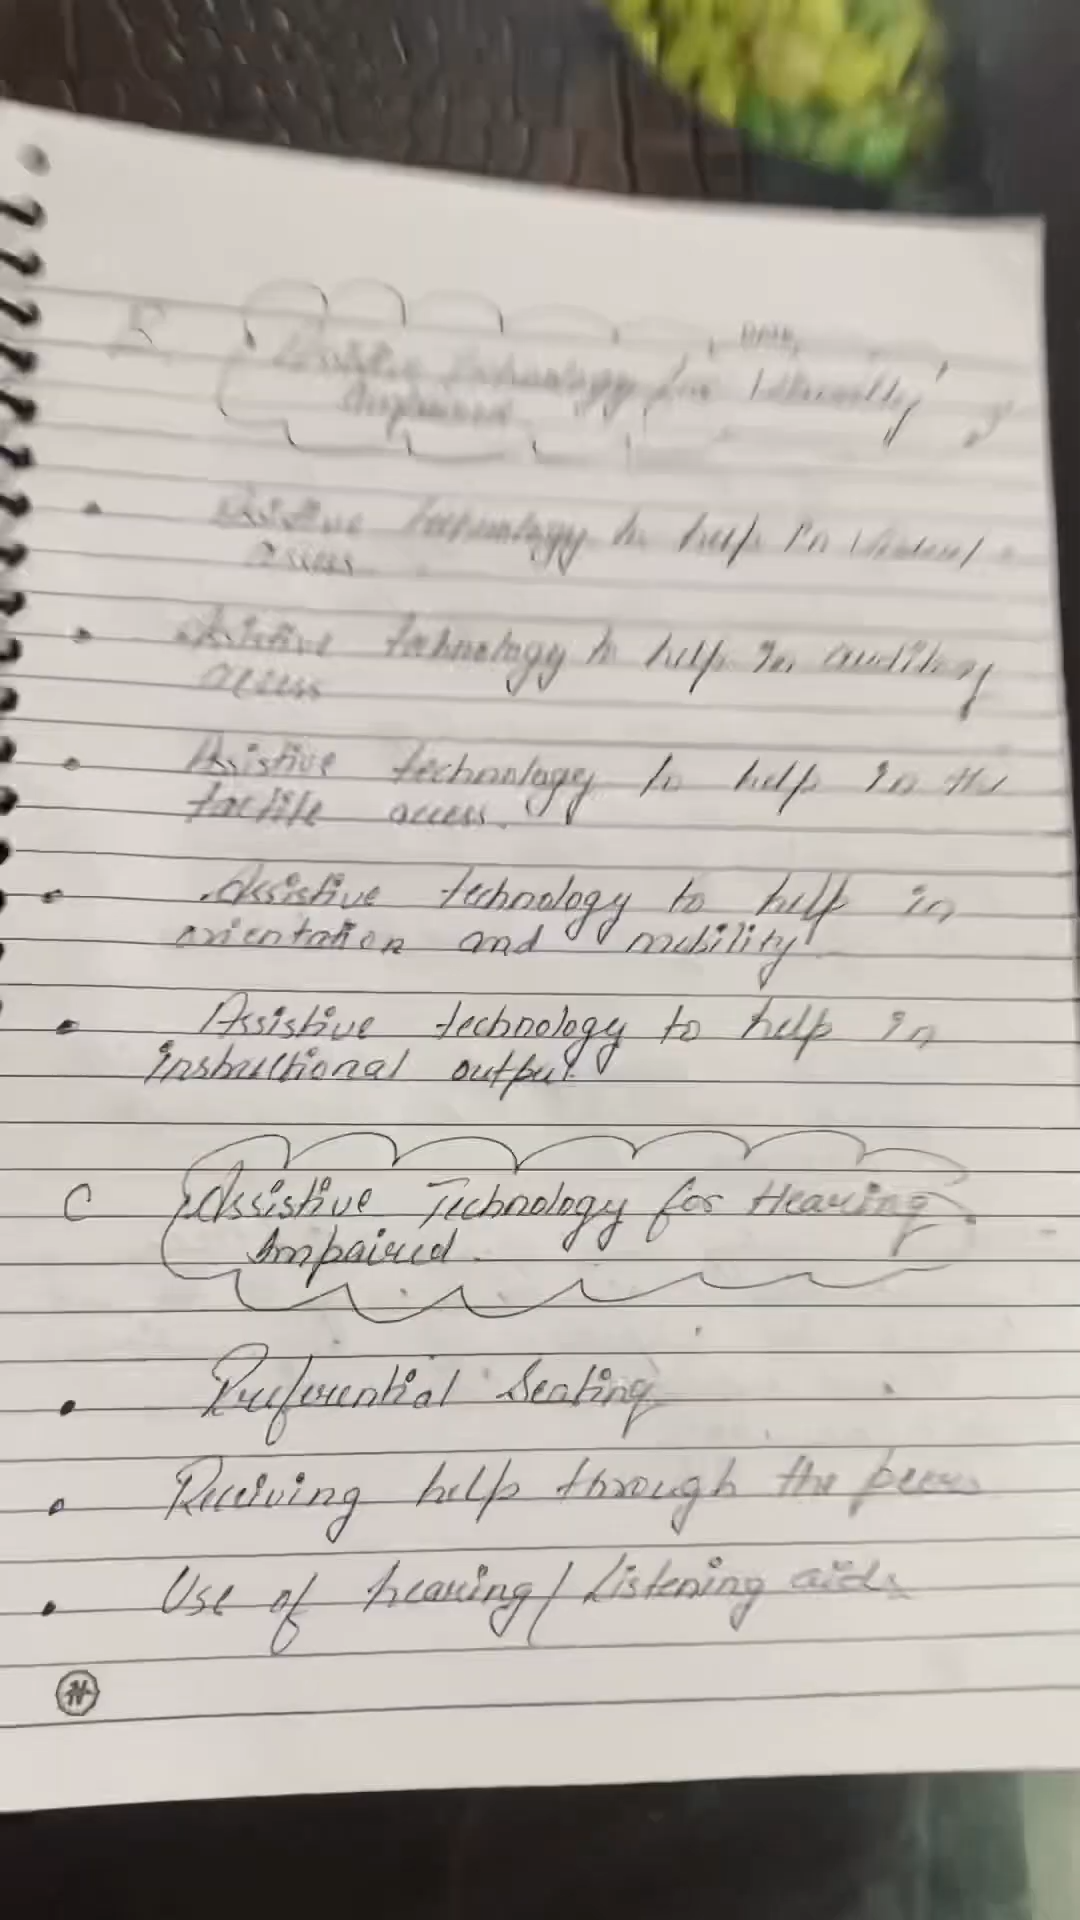 B.
Assistive Technology for Visually
Impaired
Assistive technology to help in Visual
access
Assistive technology to help in auditory
access
Assistive technology to help in the
tactile access.
Assistive technology to help in
orientation and mobility
Assistive technology to help in
instructional output.
C Assistive Technology for Hearing
Impaired.
Preferential Seating
Receiving help through the peers
Use of hearing/Listening aids